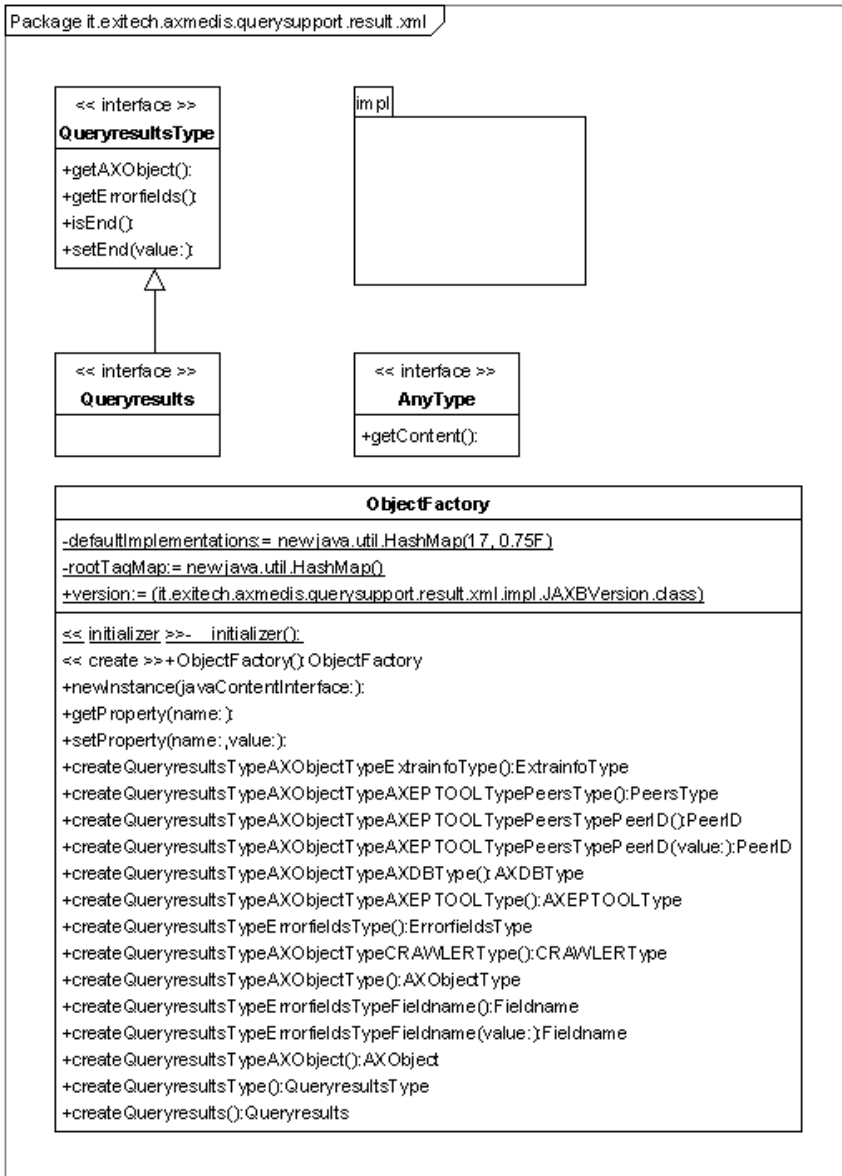 Package it.exitech.axmedis.querysupport.result.xml
<< interface >>
QueryresultsType
+getAXObject():
+getErrorfields():
+isEnd():
+setEnd(value:):
impl
<< interface >>
Queryresults
<< interface >>
AnyType
+getContent():
ObjectFactory
-defaultImplementations:= new java.util.HashMap(17, 0.75F)
-rootTagMap:= new java.util.HashMap()
+version:= (it.exitech.axmedis.querysupport.result.xml.impl.JAXBVersion.class)
<< initializer >>-__initializer():
<< create >>+ObjectFactory():ObjectFactory
+newInstance(javaContentInterface:):
+getProperty(name:):
+setProperty(name:,value:):
+createQueryresultsTypeAXObjectTypeExtrainfoType():ExtrainfoType
+createQueryresultsTypeAXObjectTypeAXEPTOOLTypePeersType():PeersType
+createQueryresultsTypeAXObjectTypeAXEPTOOLTypePeersTypePeerID():PeerID
+createQueryresultsTypeAXObjectTypeAXEPTOOLTypePeersTypePeerID(value:):PeerID
+createQueryresultsTypeAXObjectTypeAXDBType():AXDBType
+createQueryresultsTypeAXObjectTypeAXEPTOOLType():AXEPTOOLType
+createQueryresultsTypeErrorfieldsType():ErrorfieldsType
+createQueryresultsTypeAXObjectTypeCRAWLERType():CRAWLERType
+createQueryresultsTypeAXObjectType():AXObjectType
+createQueryresultsTypeErrorfieldsTypeFieldname():Fieldname
+createQueryresultsTypeErrorfieldsTypeFieldname(value:):Fieldname
+createQueryresultsTypeAXObject():AXObject
+createQueryresultsType():QueryresultsType
+createQueryresults():Queryresults